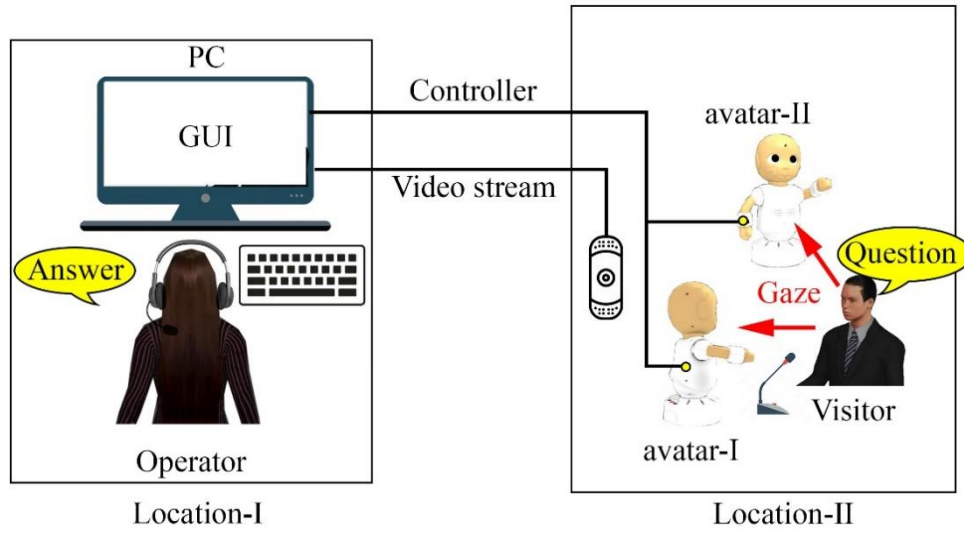 PC
GUI
Answer
Operator
Location-I
Controller
Video stream
avatar-II
Question
Gaze
Visitor
avatar-I
Location-II